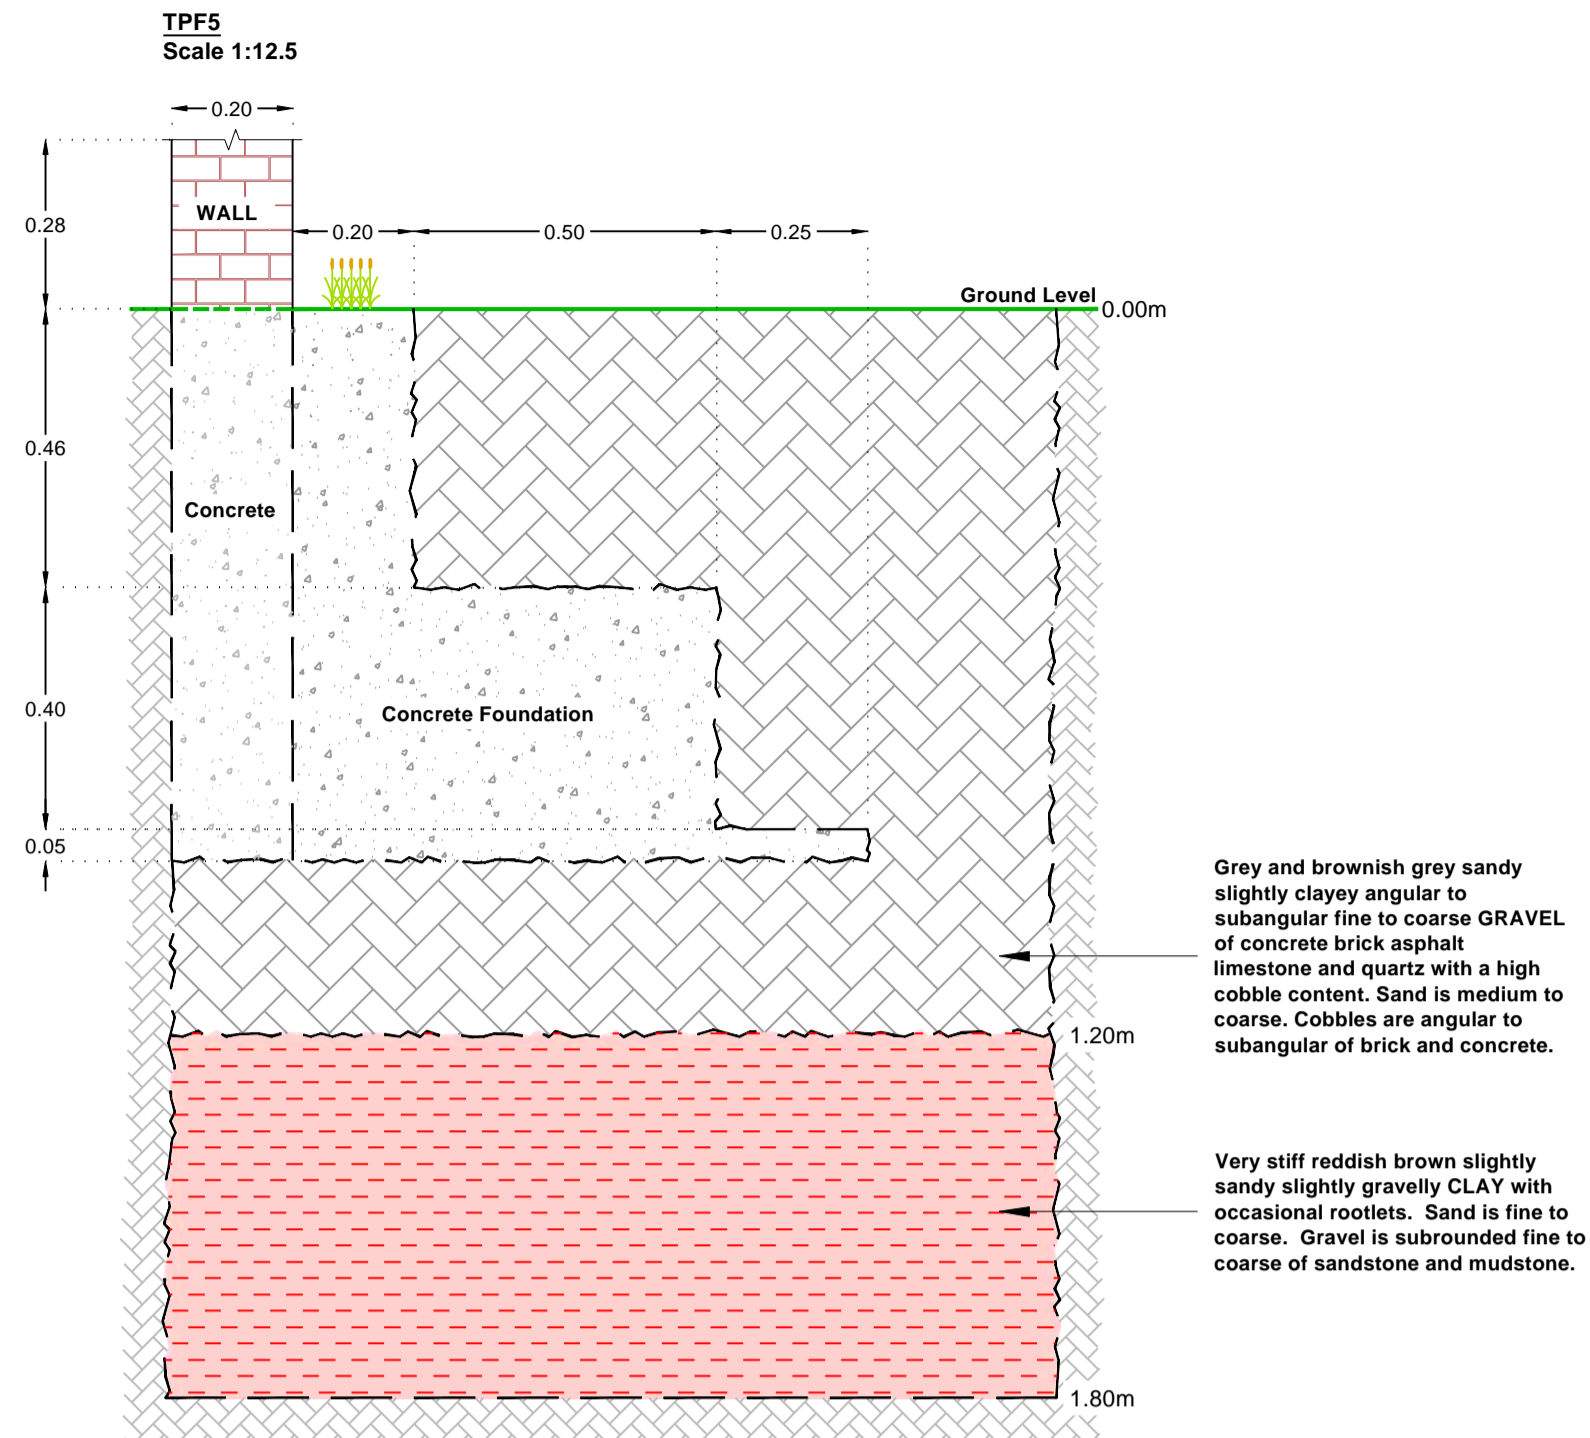 TPF5
Scale 1:12.5
0.20
0.28
WALL
0.20
0.50
0.25
Ground Level
0.00m
0.46
Concrete
0.40
Concrete Foundation
0.05
Grey and brownish grey sandy
slightly clayey angular to
subangular fine to coarse GRAVEL
of concrete brick asphalt
limestone and quartz with a high
cobble content. Sand is medium to
coarse. Cobbles are angular to
subangular of brick and concrete.
1.20m
Very stiff reddish brown slightly
sandy slightly gravelly CLAY with
occasional rootlets.  Sand is fine to
coarse.  Gravel is subrounded fine to
coarse of sandstone and mudstone.
1.80m